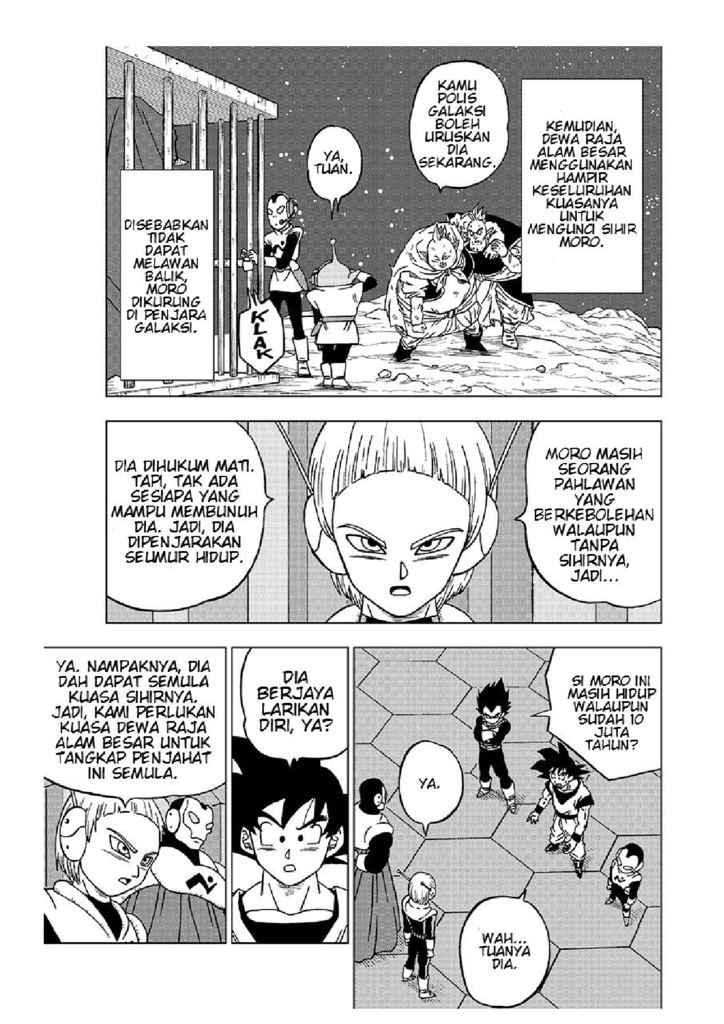 KEMUDIAN,
DEWA RAJA
ALAM BESAR
MENGGUNAKAN
HAMPIR
KESELURUHAN
KUASANYA
UNTUK
MENGUNCI SIHIR
MORO.
KAMU
POLIS
GALAKSI
BOLEH
URUSKAN
DIA
SEKARANG.
YA,
TUAN.
DISEBABKAN
TIDAK
DAPAT
MELAWAN
BALIK,
MORO
DIKURUNG
DI PENJARA
GALAKSI.
KLAK
MORO MASIH
SEORANG
PAHLAWAN
YANG
BERKEBOLEHAN
WALAUPUN
TANPA
SIHIRNYA,
JADI...
DIA DIHUKUM MATI.
TAPI, TAK ADA
SESIAPA YANG
MAMPU MEMBUNUH
DIA. JADI, DIA
DIPENJARAKAN
SEUMUR HIDUP.
SI MORO INI
MASIH HIDUP
WALAUPUN
SUDAH 10
JUTA
TAHUN?
YA.
WAH...
TUANYA
DIA.
DIA
BERJAYA
LARIKAN
DIRI, YA?
YA. NAMPAKNYA, DIA
DAH DAPAT SEMULA
KUASA SIHIRNYA.
JADI, KAMI PERLUKAN
KUASA DEWA RAJA
ALAM BESAR UNTUK
TANGKAP PENJAHAT
INI SEMULA.